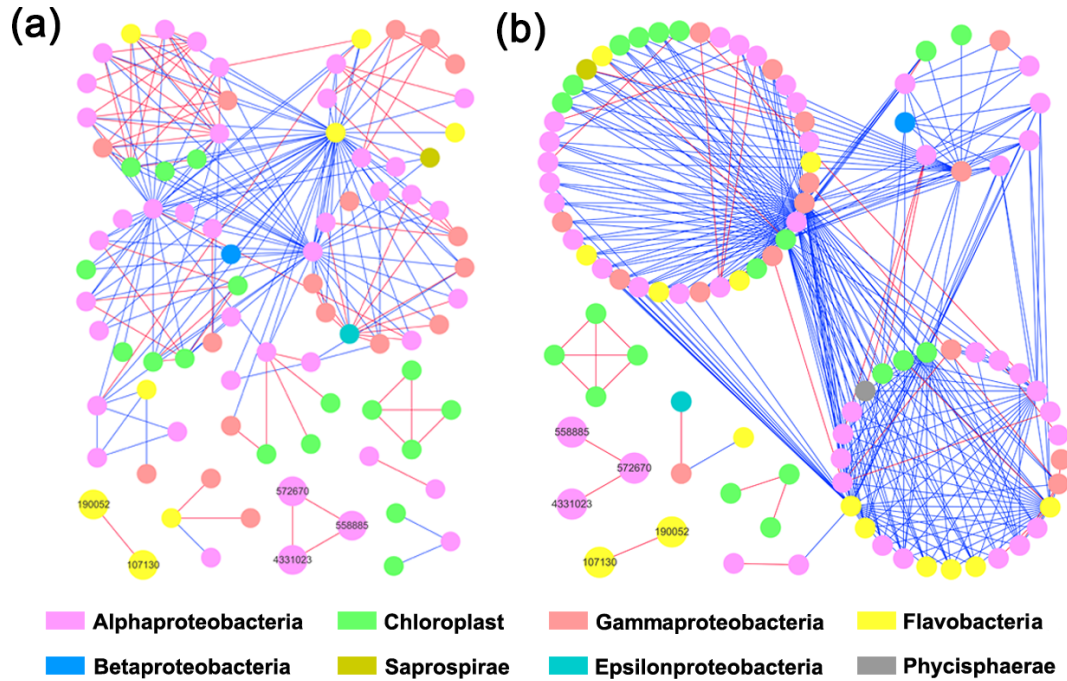 (a)
(b)
190052
107130
572670
558885
4331023
558885
572670
4331023
190052
107130
Alphaproteobacteria
Chloroplast
Gammaproteobacteria
Flavobacteria
Betaproteobacteria
Saprospirae
Epsilonproteobacteria
Phycisphaerae